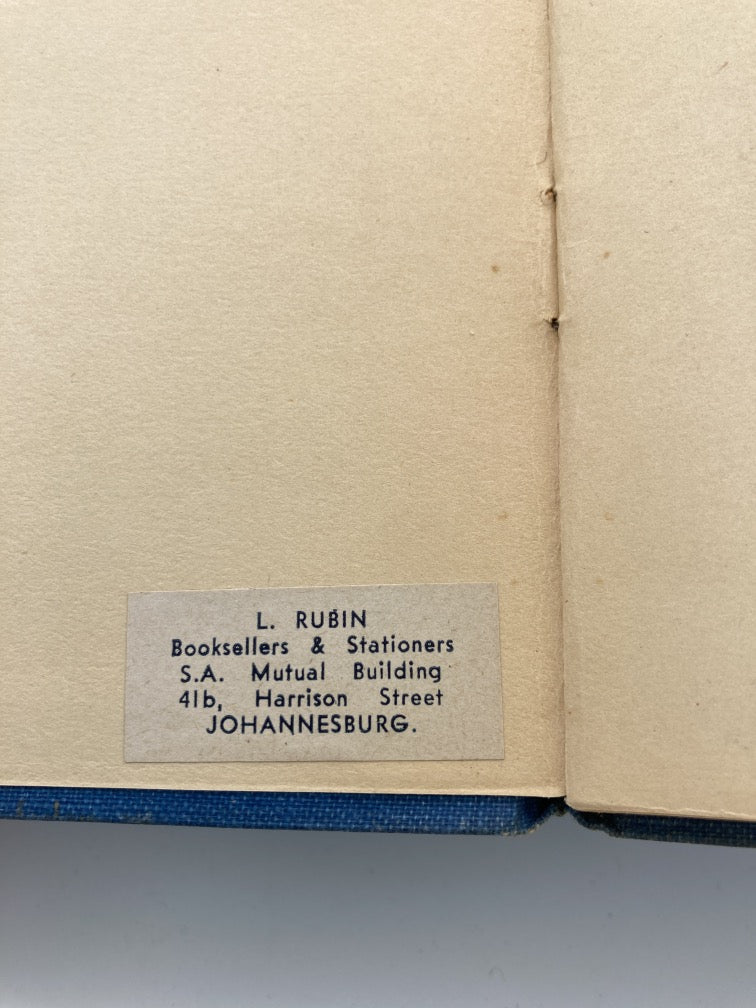 L. RUBIN
Booksellers & Stationers
S.A. Mutual Building
41b, Harrison Street
JOHANNESBURG.